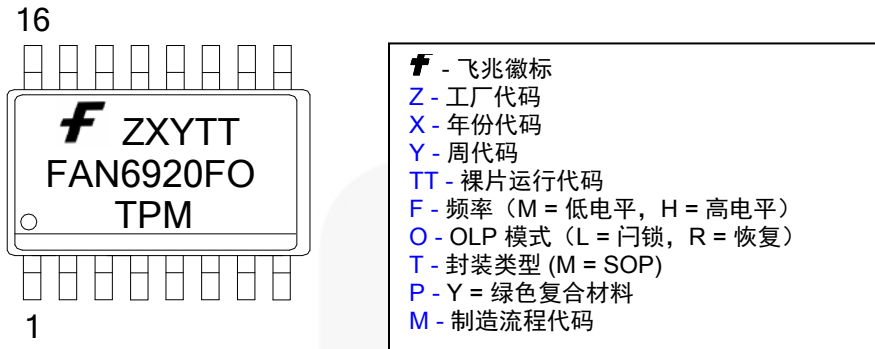 16
ZXYTT
FAN6920FO
TPM
1
- 飞兆徽标
Z - 工厂代码
X - 年份代码
Y - 周代码
TT - 裸片运行代码
F - 频率（M = 低电平，H = 高电平）
O - OLP 模式（L = 闩锁，R = 恢复）
T - 封装类型 (M = SOP)
P - Y = 绿色复合材料
M - 制造流程代码